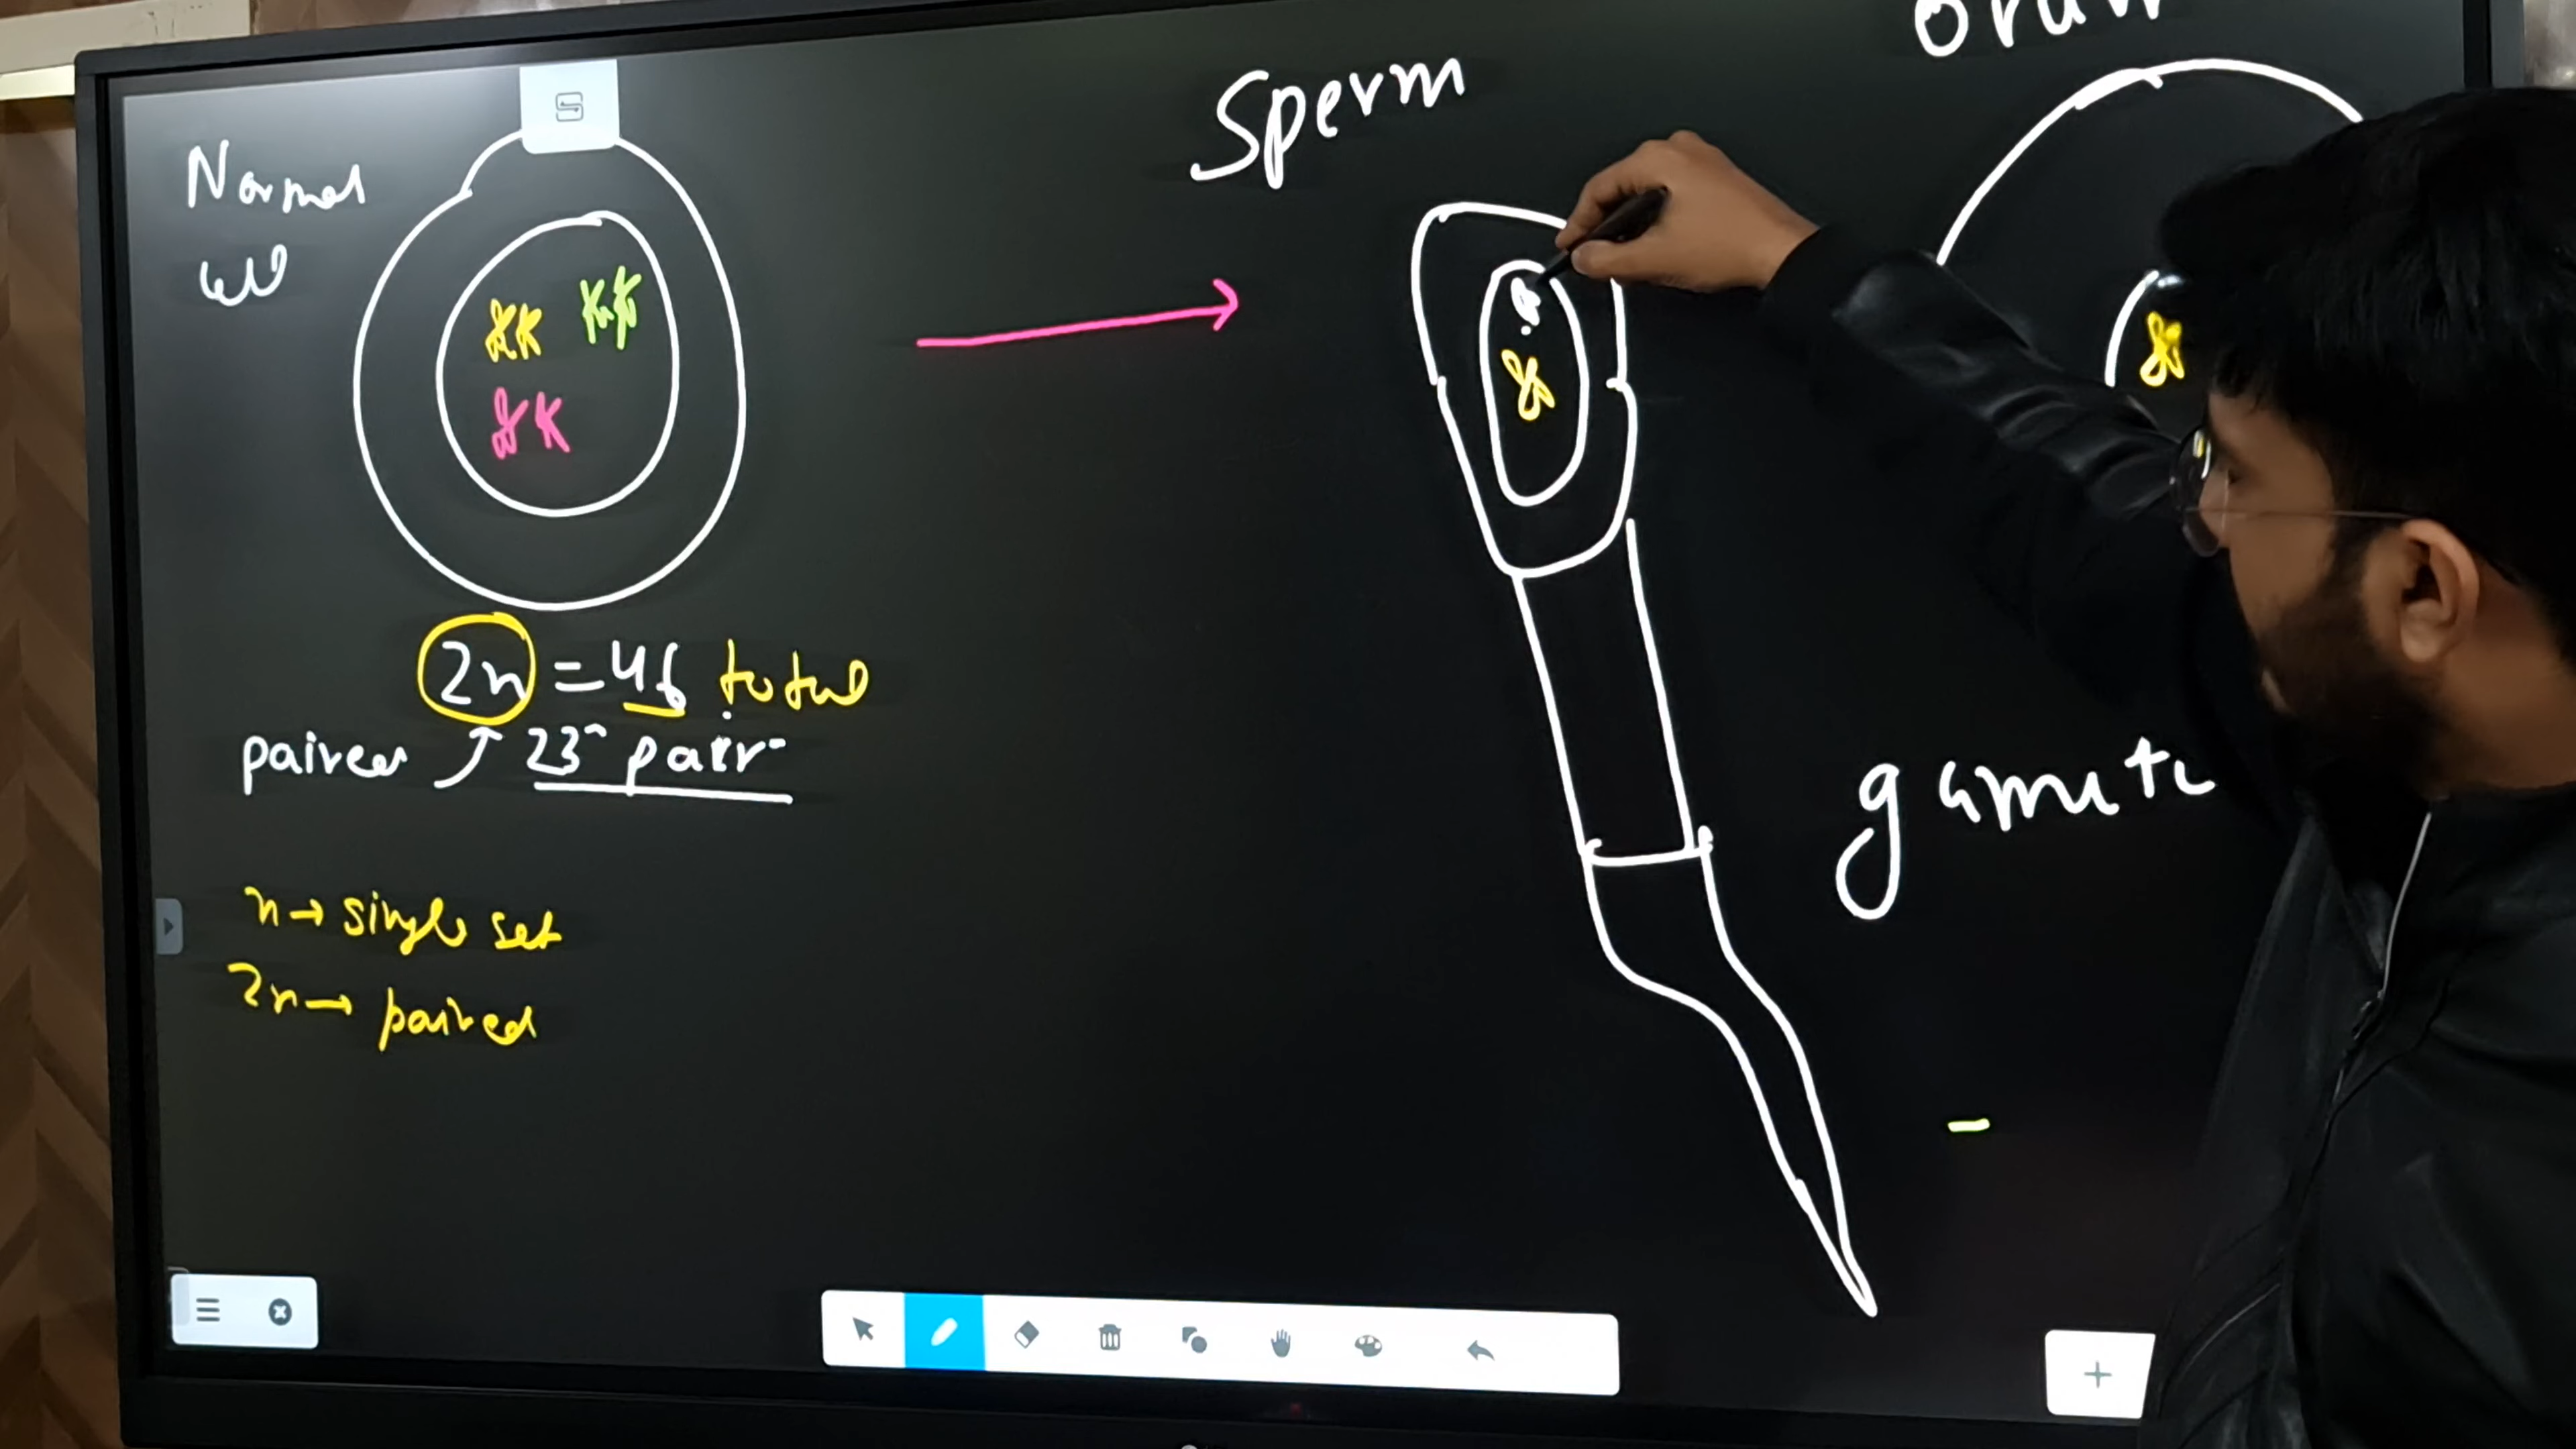 Normal
cell
2n = 46 total
paired 23 pair
n → single set
2n → paired
Sperm
gamete